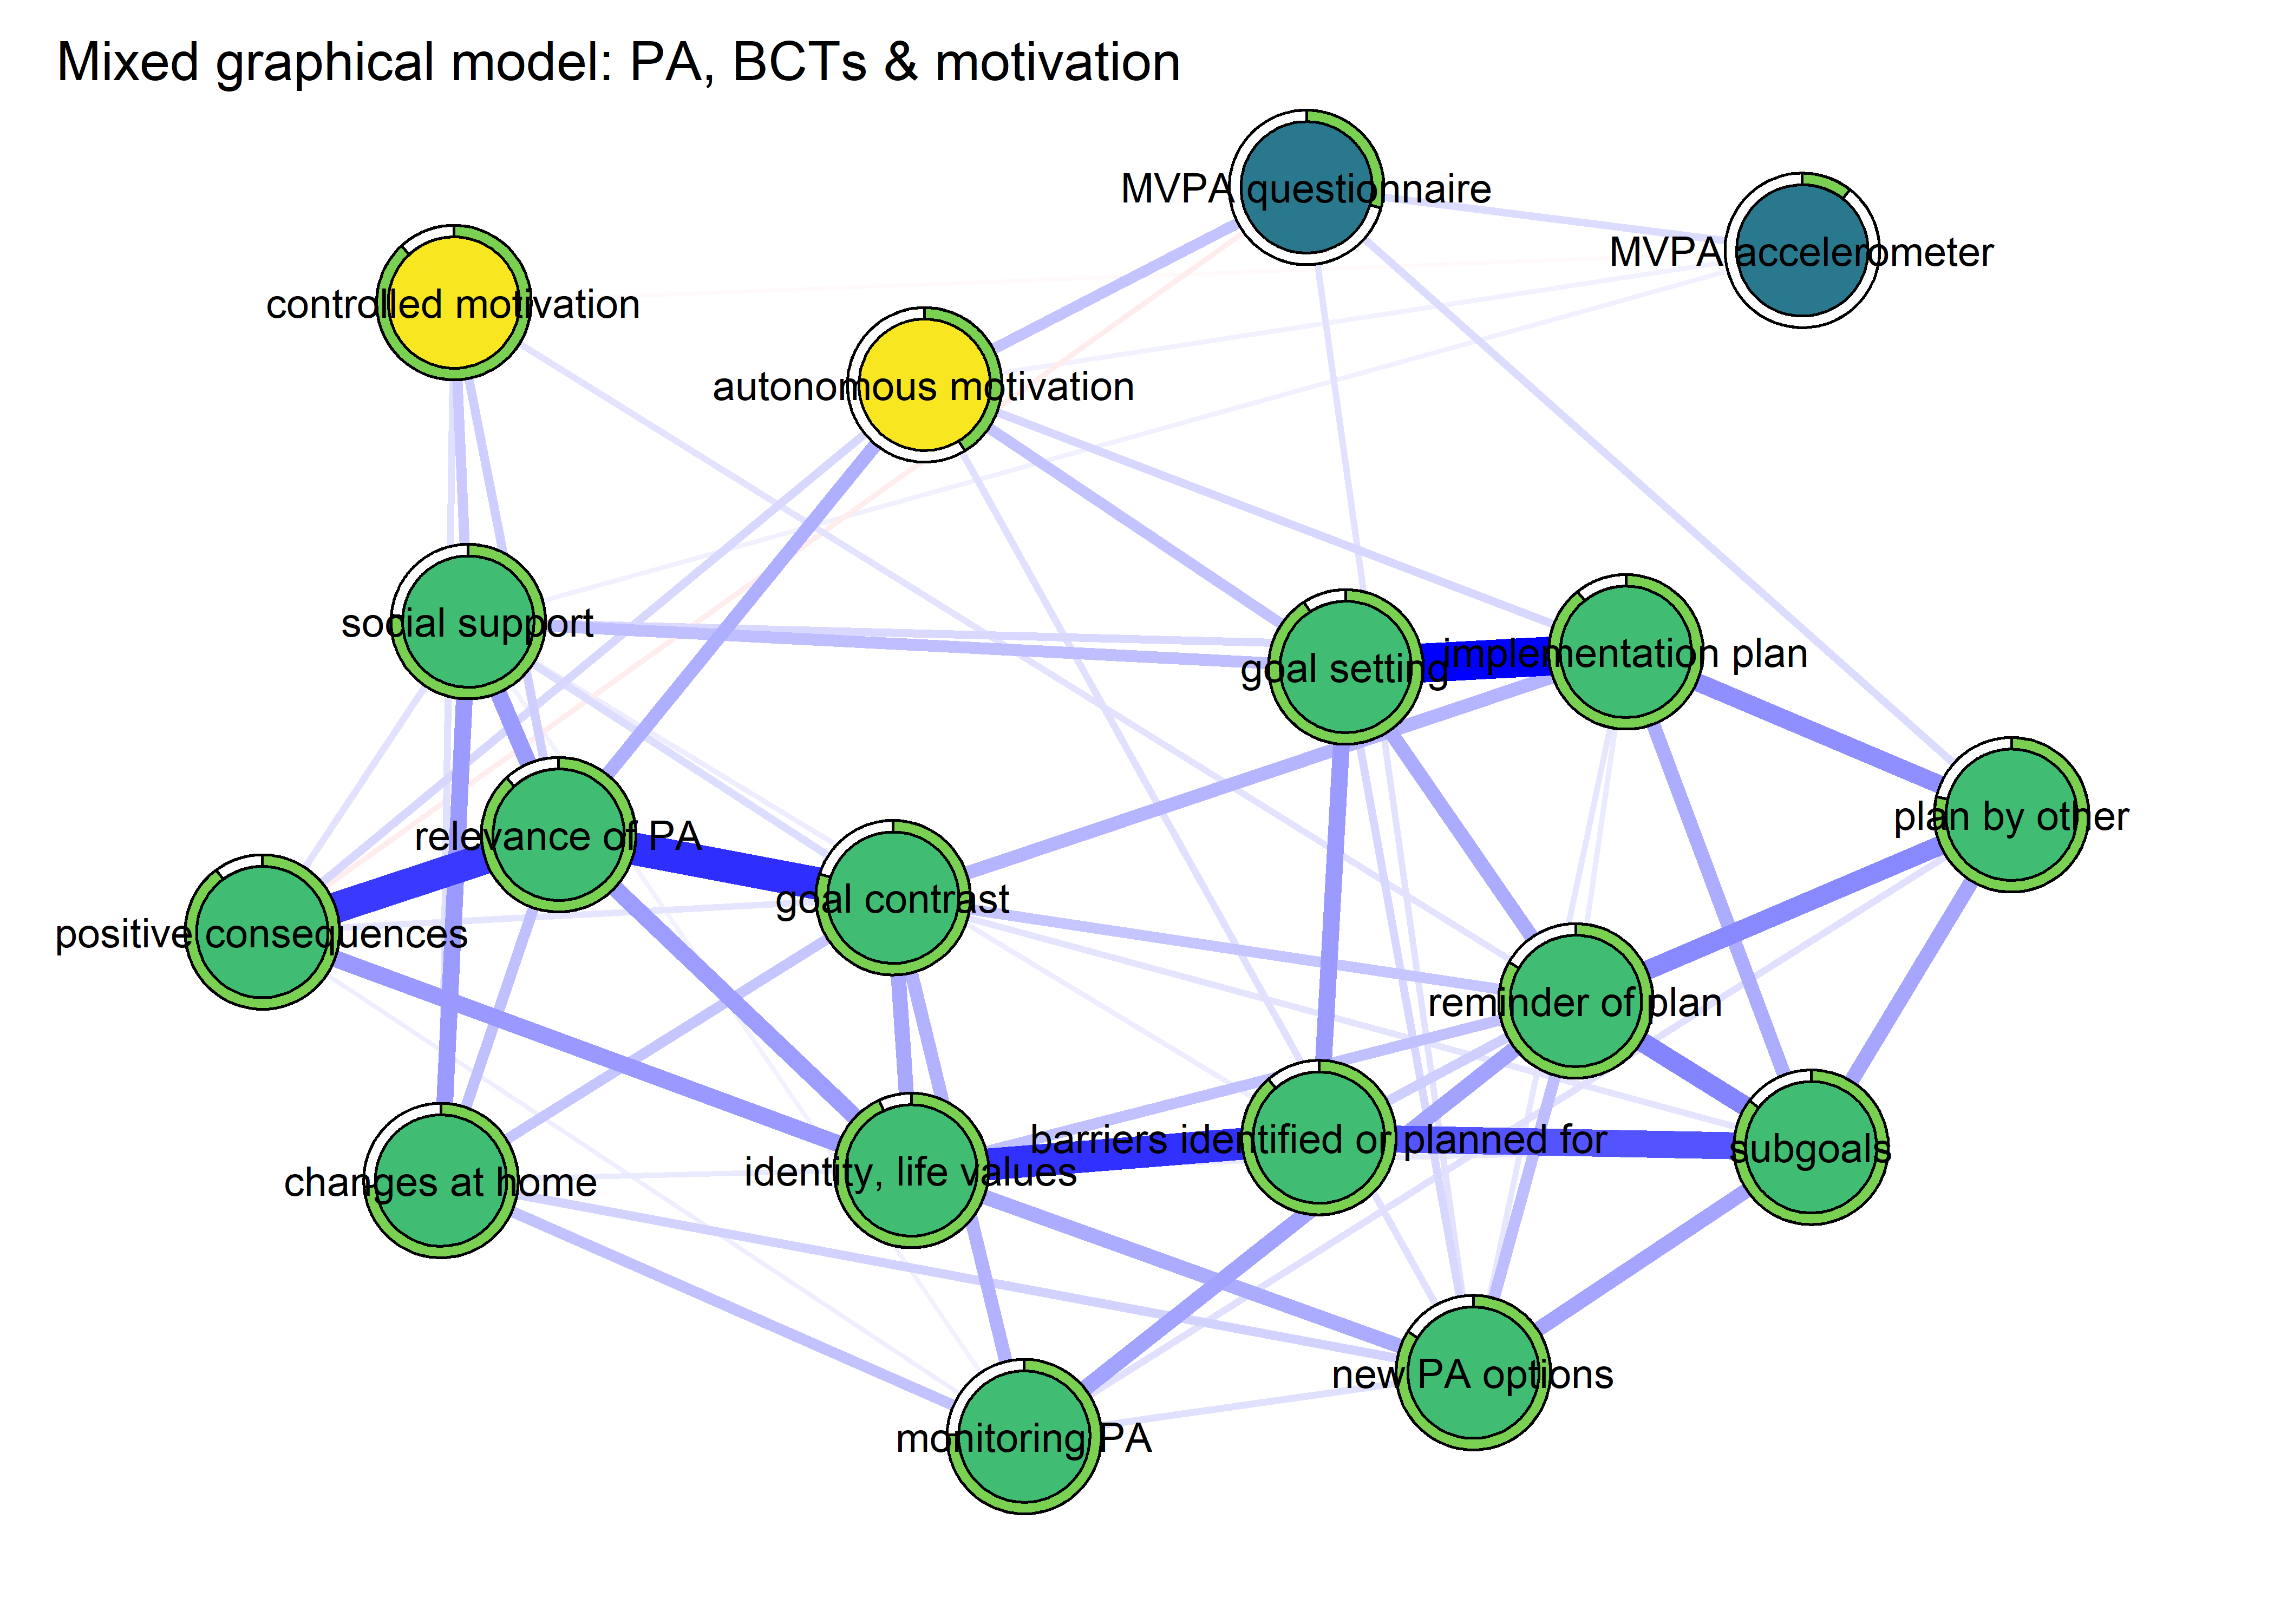 Mixed graphical model: PA, BCTs & motivation
MVPA questionnaire
MVPA accelerometer
controlled motivation
autonomous motivation
social support
goal setting
implementation plan
plan by other
relevance of PA
goal contrast
positive consequences
reminder of plan
barriers identified or planned for
subgoals
identity, life values
changes at home
new PA options
monitoring PA